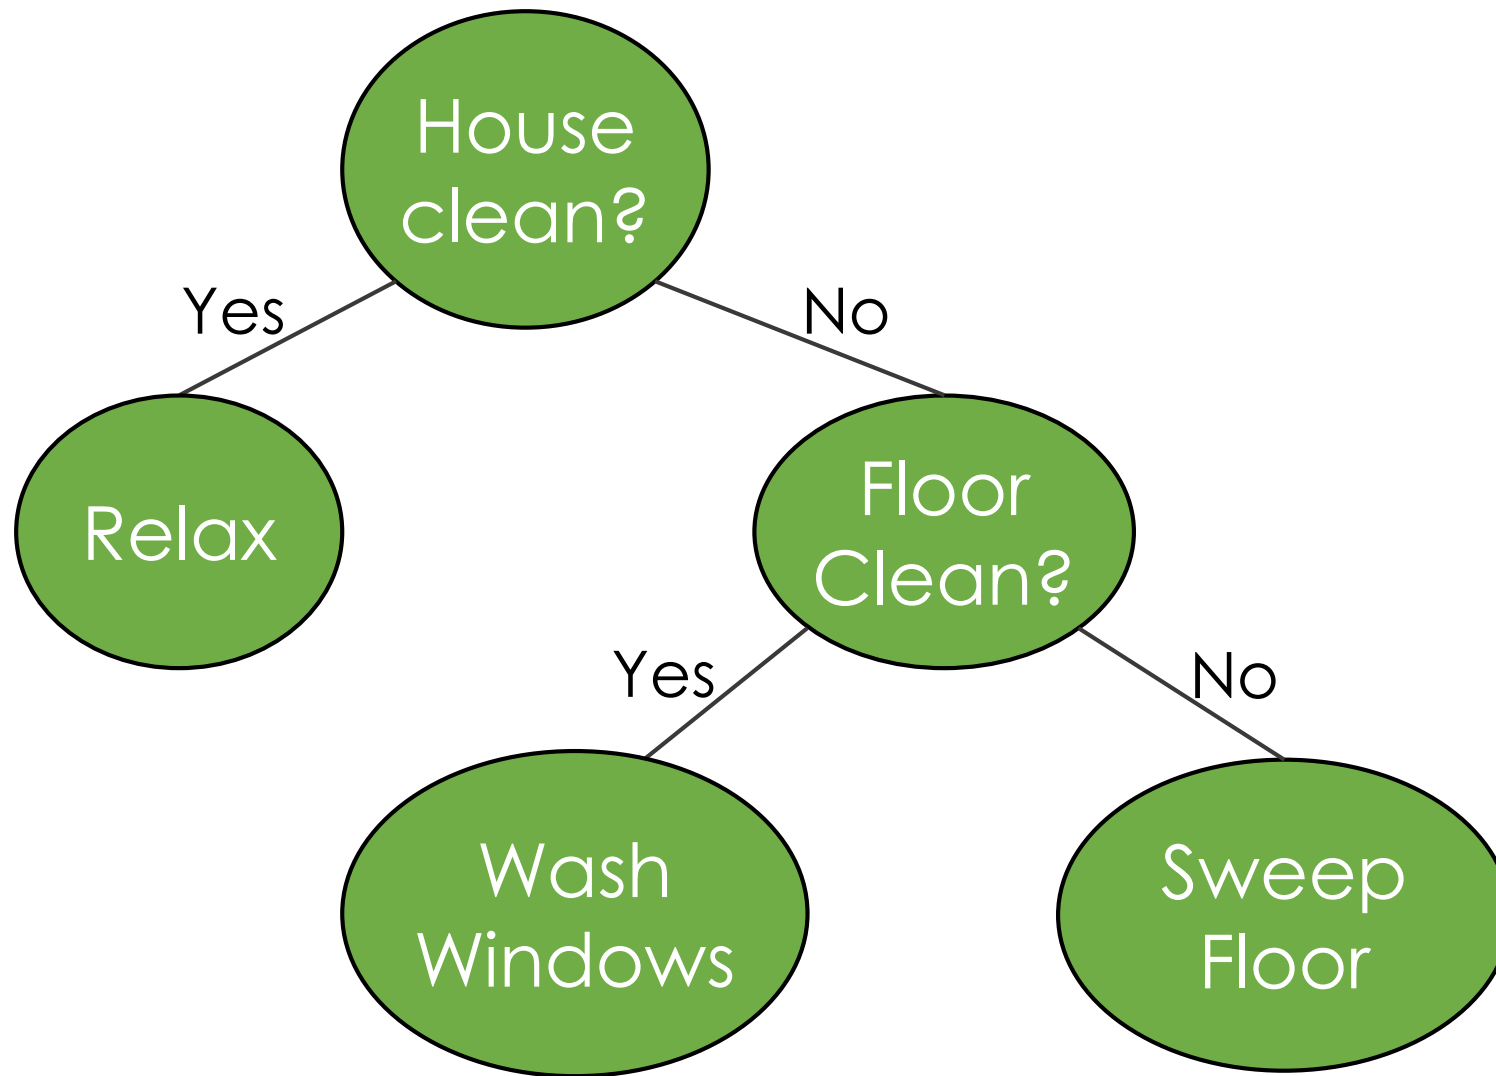 House
clean?
Yes
No
Relax
Floor
Clean?
Yes
No
Wash
Windows
Sweep
Floor